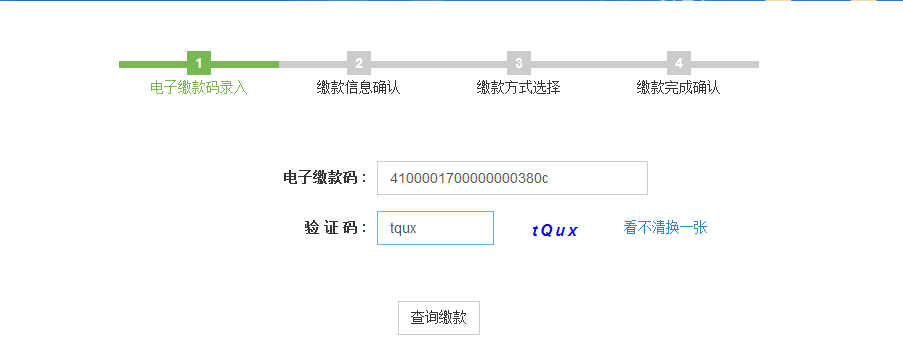 1 2 3 4
电子缴款码录入 缴款信息确认 缴款方式选择 缴款完成确认
电子缴款码： 4100001700000000380c
验 证 码： tqux tQux 看不清换一张
查询缴款